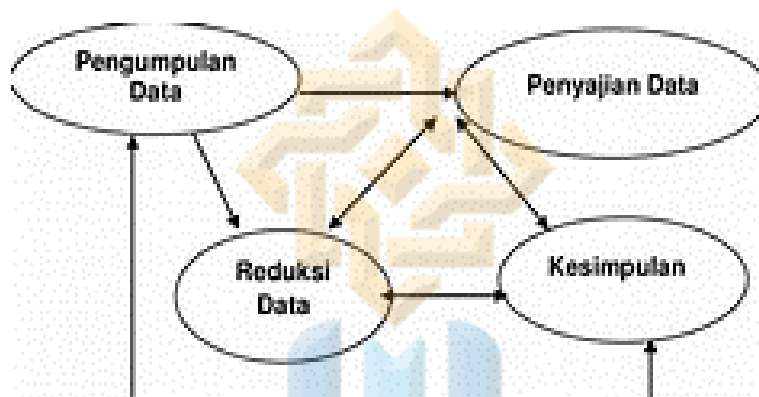 Pengumpulan
Data
Penyajian Data
Reduksi
Data
Kesimpulan